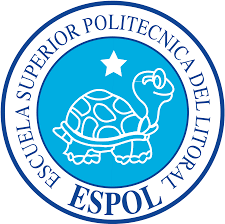 ESCUELA SUPERIOR POLITECNICA DEL LITORAL
ESPOL